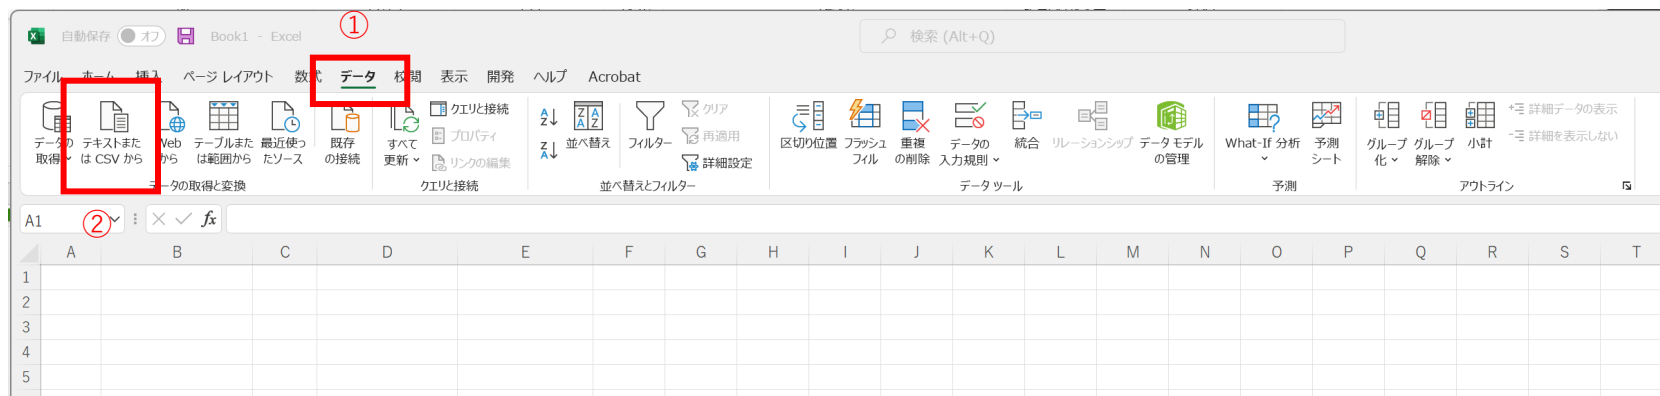 ①
自動保存 オフ Book1 - Excel 検索 (Alt+Q)
ファイル ホーム 挿入 ページ レイアウト 数式 データ 校閲 表示 開発 ヘルプ Acrobat
データの
取得
テキストまた
は CSV から
Web
から
テーブルまた
は範囲から
最近使っ
たソース
既存
の接続
データの取得と変換
すべて
更新
クエリと接続
プロパティ
リンクの編集
クエリと接続
並べ替え
フィルター
クリア
再適用
詳細設定
並べ替えとフィルター
区切り位置
フラッシュ
フィル
重複
の削除
データの
入力規則
統合
リレーションシップ
データ モデル
の管理
データ ツール
What-If 分析
予測
シート
予測
グループ
化
グループ
解除
小計
詳細データの表示
詳細を表示しない
アウトライン
A1 ② fx
A B C D E F G H I J K L M N O P Q R S T
1
2
3
4
5